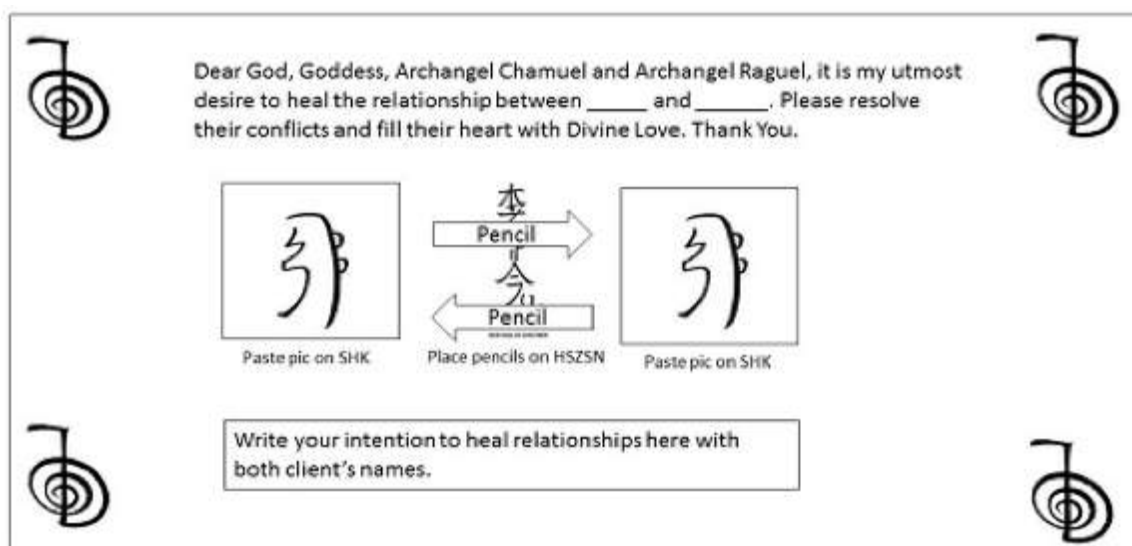 Dear God, Goddess, Archangel Chamuel and Archangel Raguel, it is my utmost
desire to heal the relationship between _____ and ______. Please resolve
their conflicts and fill their heart with Divine Love. Thank You.
本
Pencil
今
Pencil
Paste pic on SHK
Place pencils on HSZSN
Paste pic on SHK
Write your intention to heal relationships here with
both client's names.